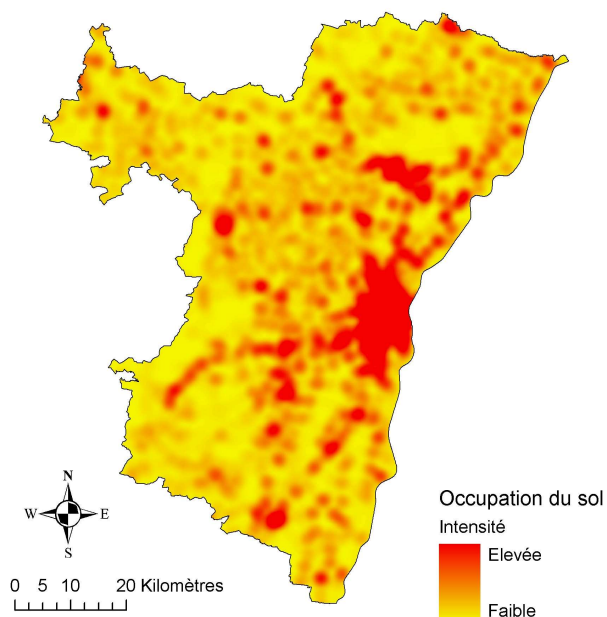 N
W E
S
0 5 10 20 Kilomètres
Occupation du sol
Intensité
Elevée
Faible